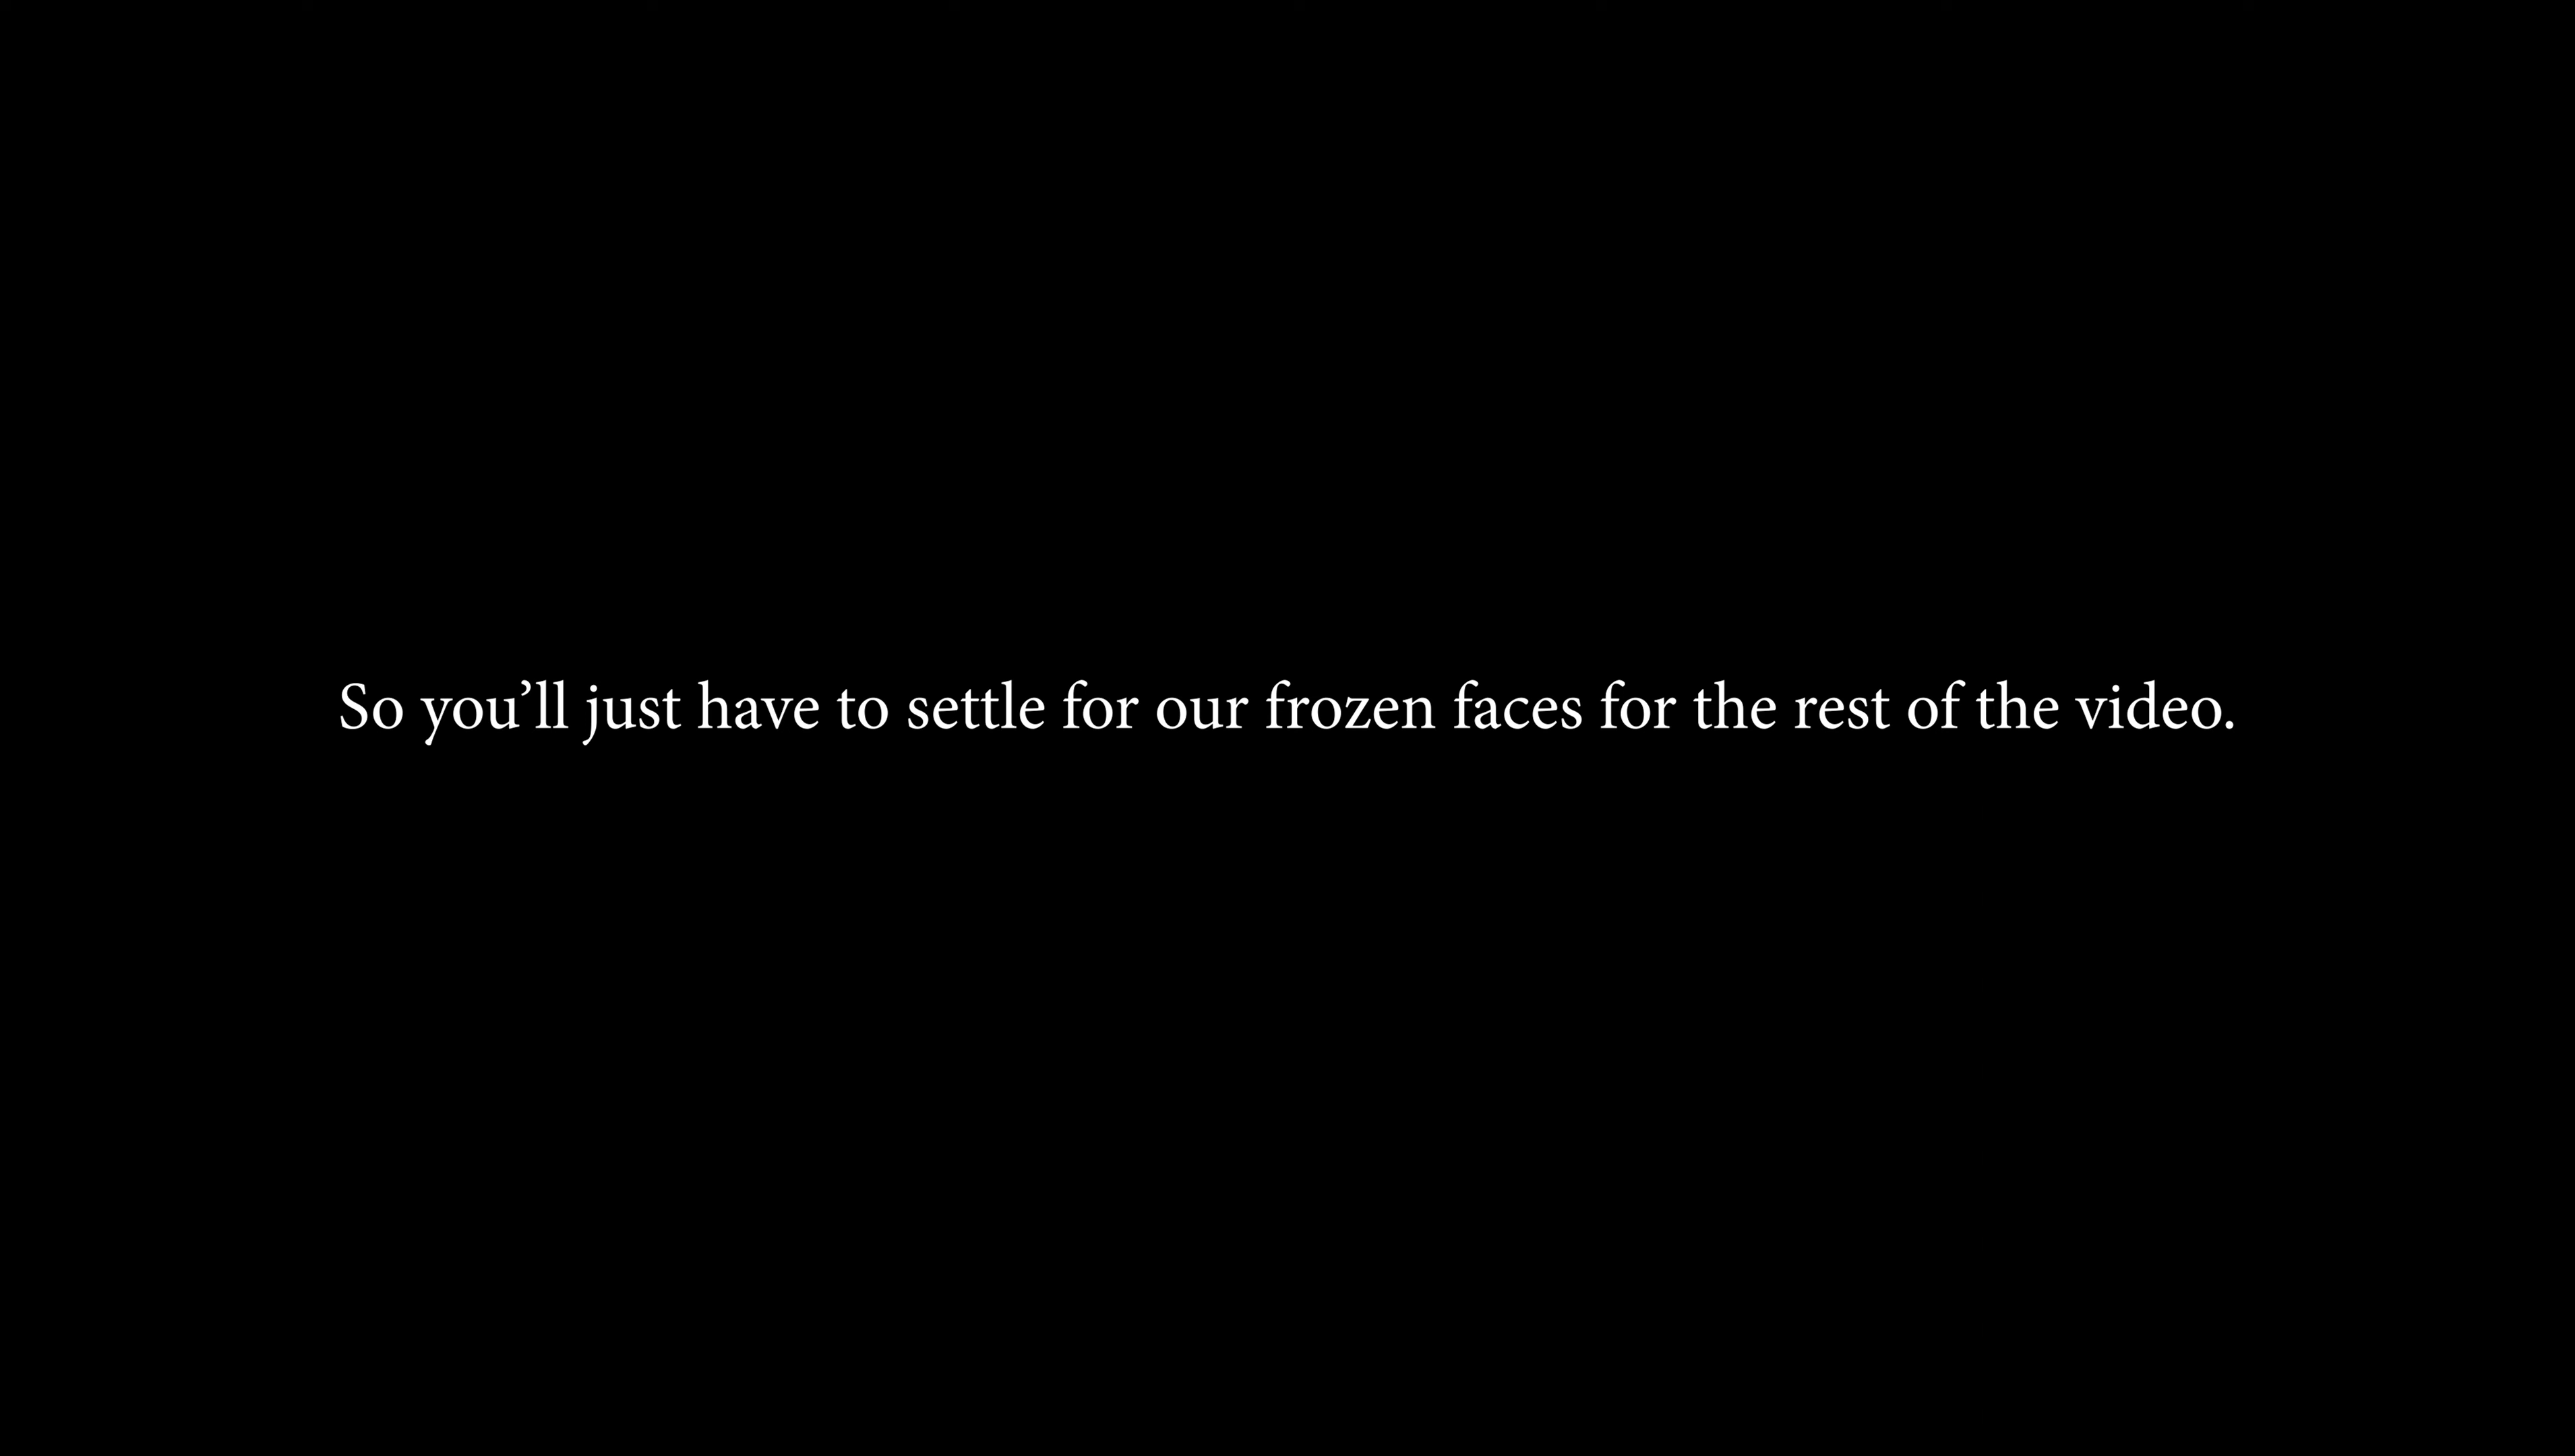 So you’ll just have to settle for our frozen faces for the rest of the video.